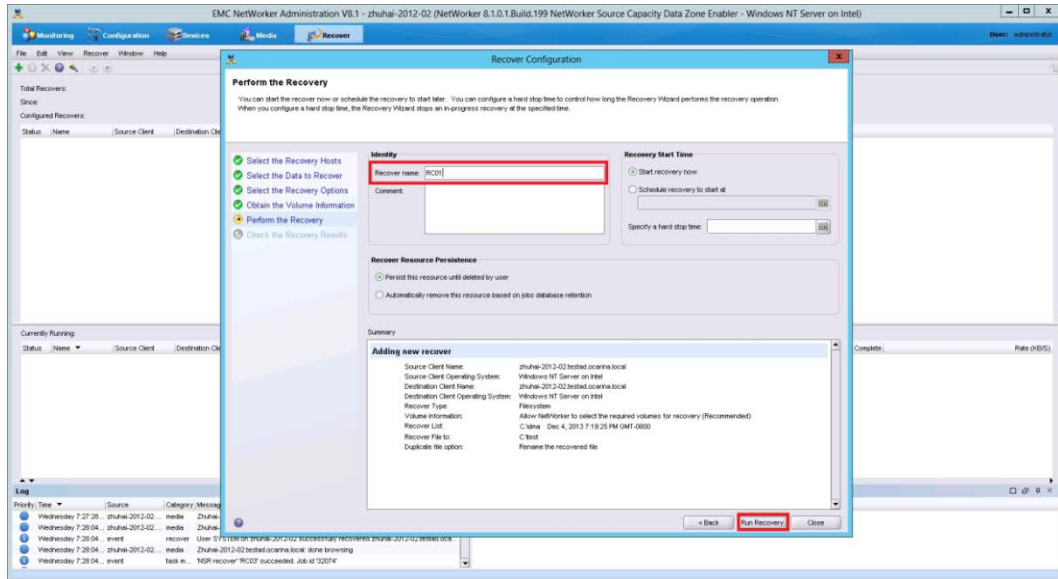 EMC NetWorker Administration V8.1 - zhuhai-2012-02 (NetWorker 8.1.0.1.Build.199 NetWorker Source Capacity Data Zone Enabler - Windows NT Server on Intel)
Monitoring Configuration Devices Media Recover User: administrator
File Edit View Recover Window Help
Total Recovers:
Since:
Configured Recovers:
Status Name Source Client Destination Clie
Recover Configuration
Perform the Recovery
You can start the recover now or schedule the recovery to start later. You can configure a hard stop time to control how long the Recovery Wizard performs the recovery operation.
When you configure a hard stop time, the Recovery Wizard stops an in-progress recovery at the specified time.
Select the Recovery Hosts
Select the Data to Recover
Select the Recovery Options
Obtain the Volume Information
Perform the Recovery
Check the Recovery Results
Identity
Recover name: RC01
Comment:
Recovery Start Time
Start recovery now
Schedule recovery to start at
Specify a hard stop time:
Recover Resource Persistence
Persist this resource until deleted by user
Automatically remove this resource based on jobs database retention
Summary
Adding new recover
Source Client Name: zhuhai-2012-02.testad.ocarina.local
Source Client Operating System: Windows NT Server on Intel
Destination Client Name: zhuhai-2012-02.testad.ocarina.local
Destination Client Operating System: Windows NT Server on Intel
Recover Type: Filesystem
Volume Information: Allow NetWorker to select the required volumes for recovery (Recommended)
Recover List: C:\dma Dec 4, 2013 7:19:25 PM GMT-0800
Recover File to: C:\test
Duplicate file option: Rename the recovered file
< Back Run Recovery Close
Currently Running:
Status Name Source Client Destination Clie Complete Rate (KB/S)
Log
Priority Time Source Category Messag
Wednesday 7:27:28... zhuhai-2012-02... media Zhuhai-
Wednesday 7:28:04... zhuhai-2012-02... media Zhuhai-
Wednesday 7:28:04... event recover User SYSTEM on zhuhai-2012-02 successfully recovered zhuhai-2012-02.testad.oca...
Wednesday 7:28:04... zhuhai-2012-02... media Zhuhai-2012-02.testad.ocarina.local: done browsing
Wednesday 7:28:04... event task m... 'NSR recover' 'RC03' succeeded. Job id '32074'